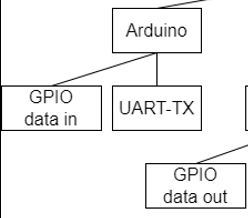 Arduino
GPIO
data in
UART-TX
GPIO
data out